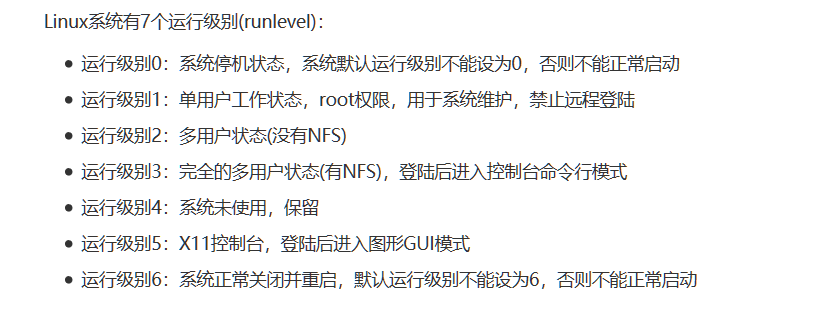 Linux系统有7个运行级别(runlevel)：
● 运行级别0：系统停机状态，系统默认运行级别不能设为0，否则不能正常启动
● 运行级别1：单用户工作状态，root权限，用于系统维护，禁止远程登陆
● 运行级别2：多用户状态(没有NFS)
● 运行级别3：完全的多用户状态(有NFS)，登陆后进入控制台命令行模式
● 运行级别4：系统未使用，保留
● 运行级别5：X11控制台，登陆后进入图形GUI模式
● 运行级别6：系统正常关闭并重启，默认运行级别不能设为6，否则不能正常启动